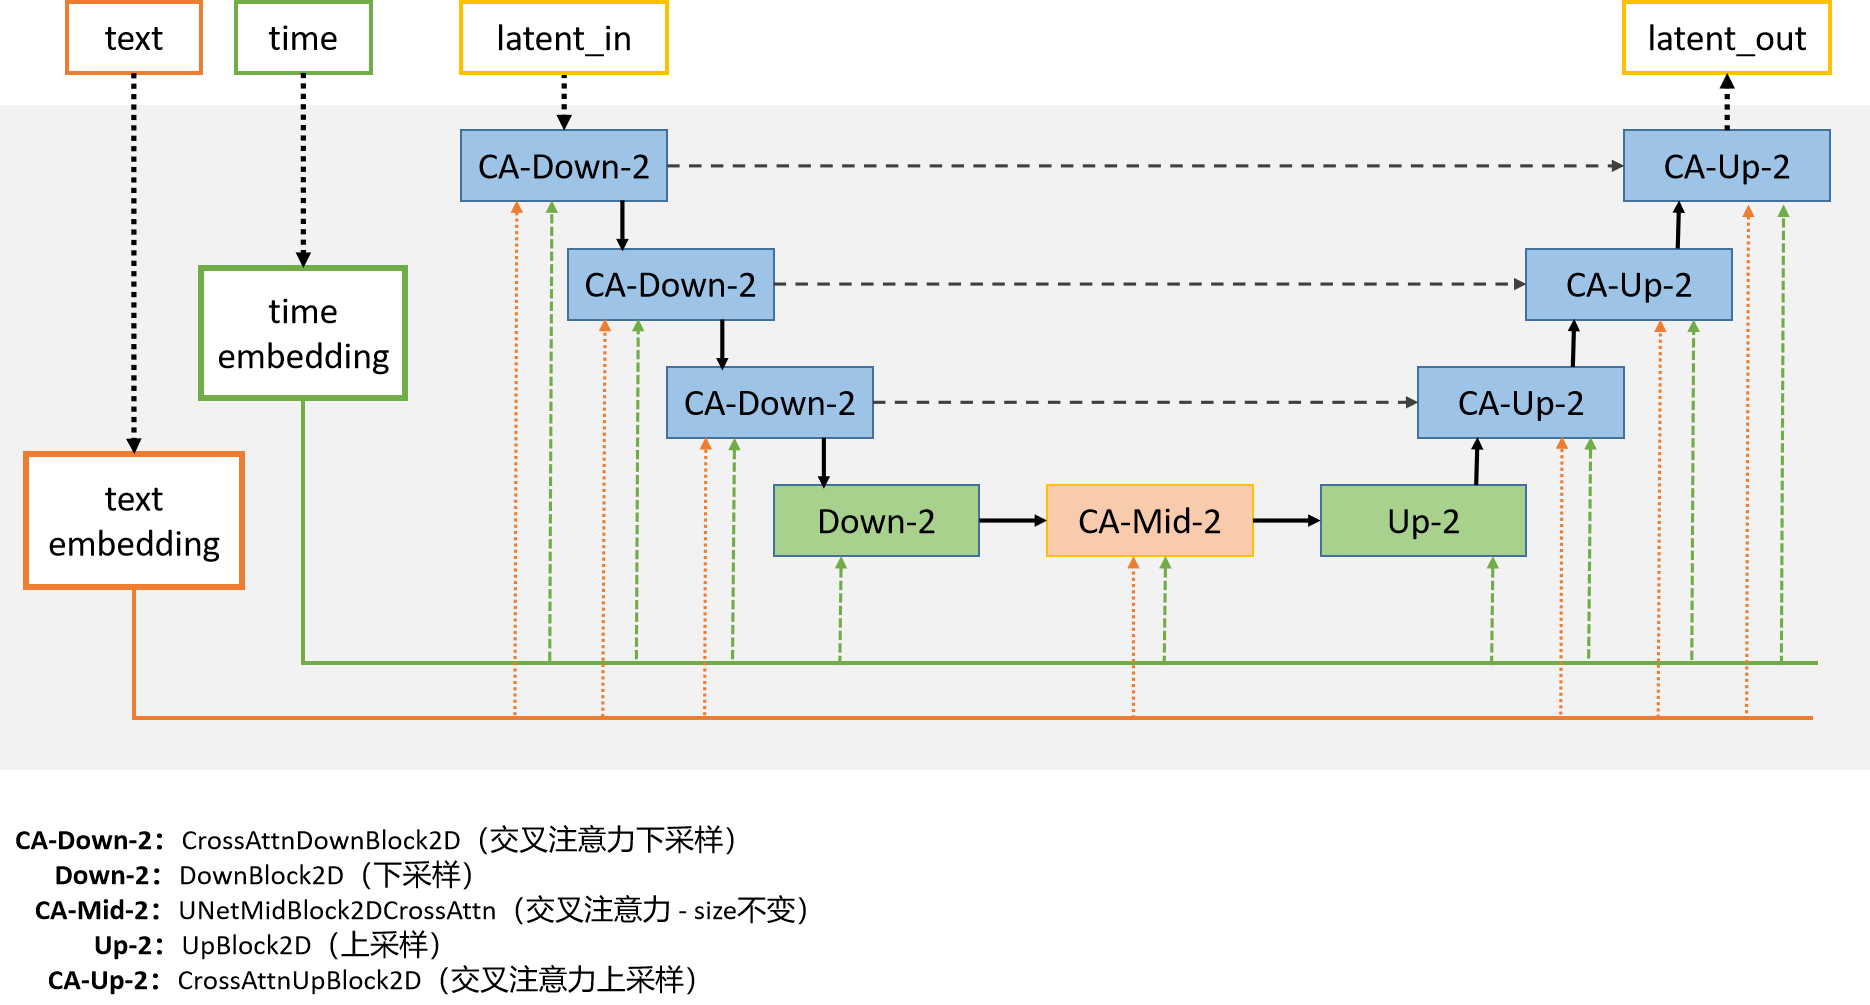 text
time
latent_in
latent_out
CA-Down-2
CA-Up-2
CA-Down-2
CA-Up-2
time
embedding
CA-Down-2
CA-Up-2
text
embedding
Down-2
CA-Mid-2
Up-2
CA-Down-2：CrossAttnDownBlock2D（交叉注意力下采样）
Down-2：DownBlock2D（下采样）
CA-Mid-2：UNetMidBlock2DCrossAttn（交叉注意力 - size不变）
Up-2：UpBlock2D（上采样）
CA-Up-2：CrossAttnUpBlock2D（交叉注意力上采样）